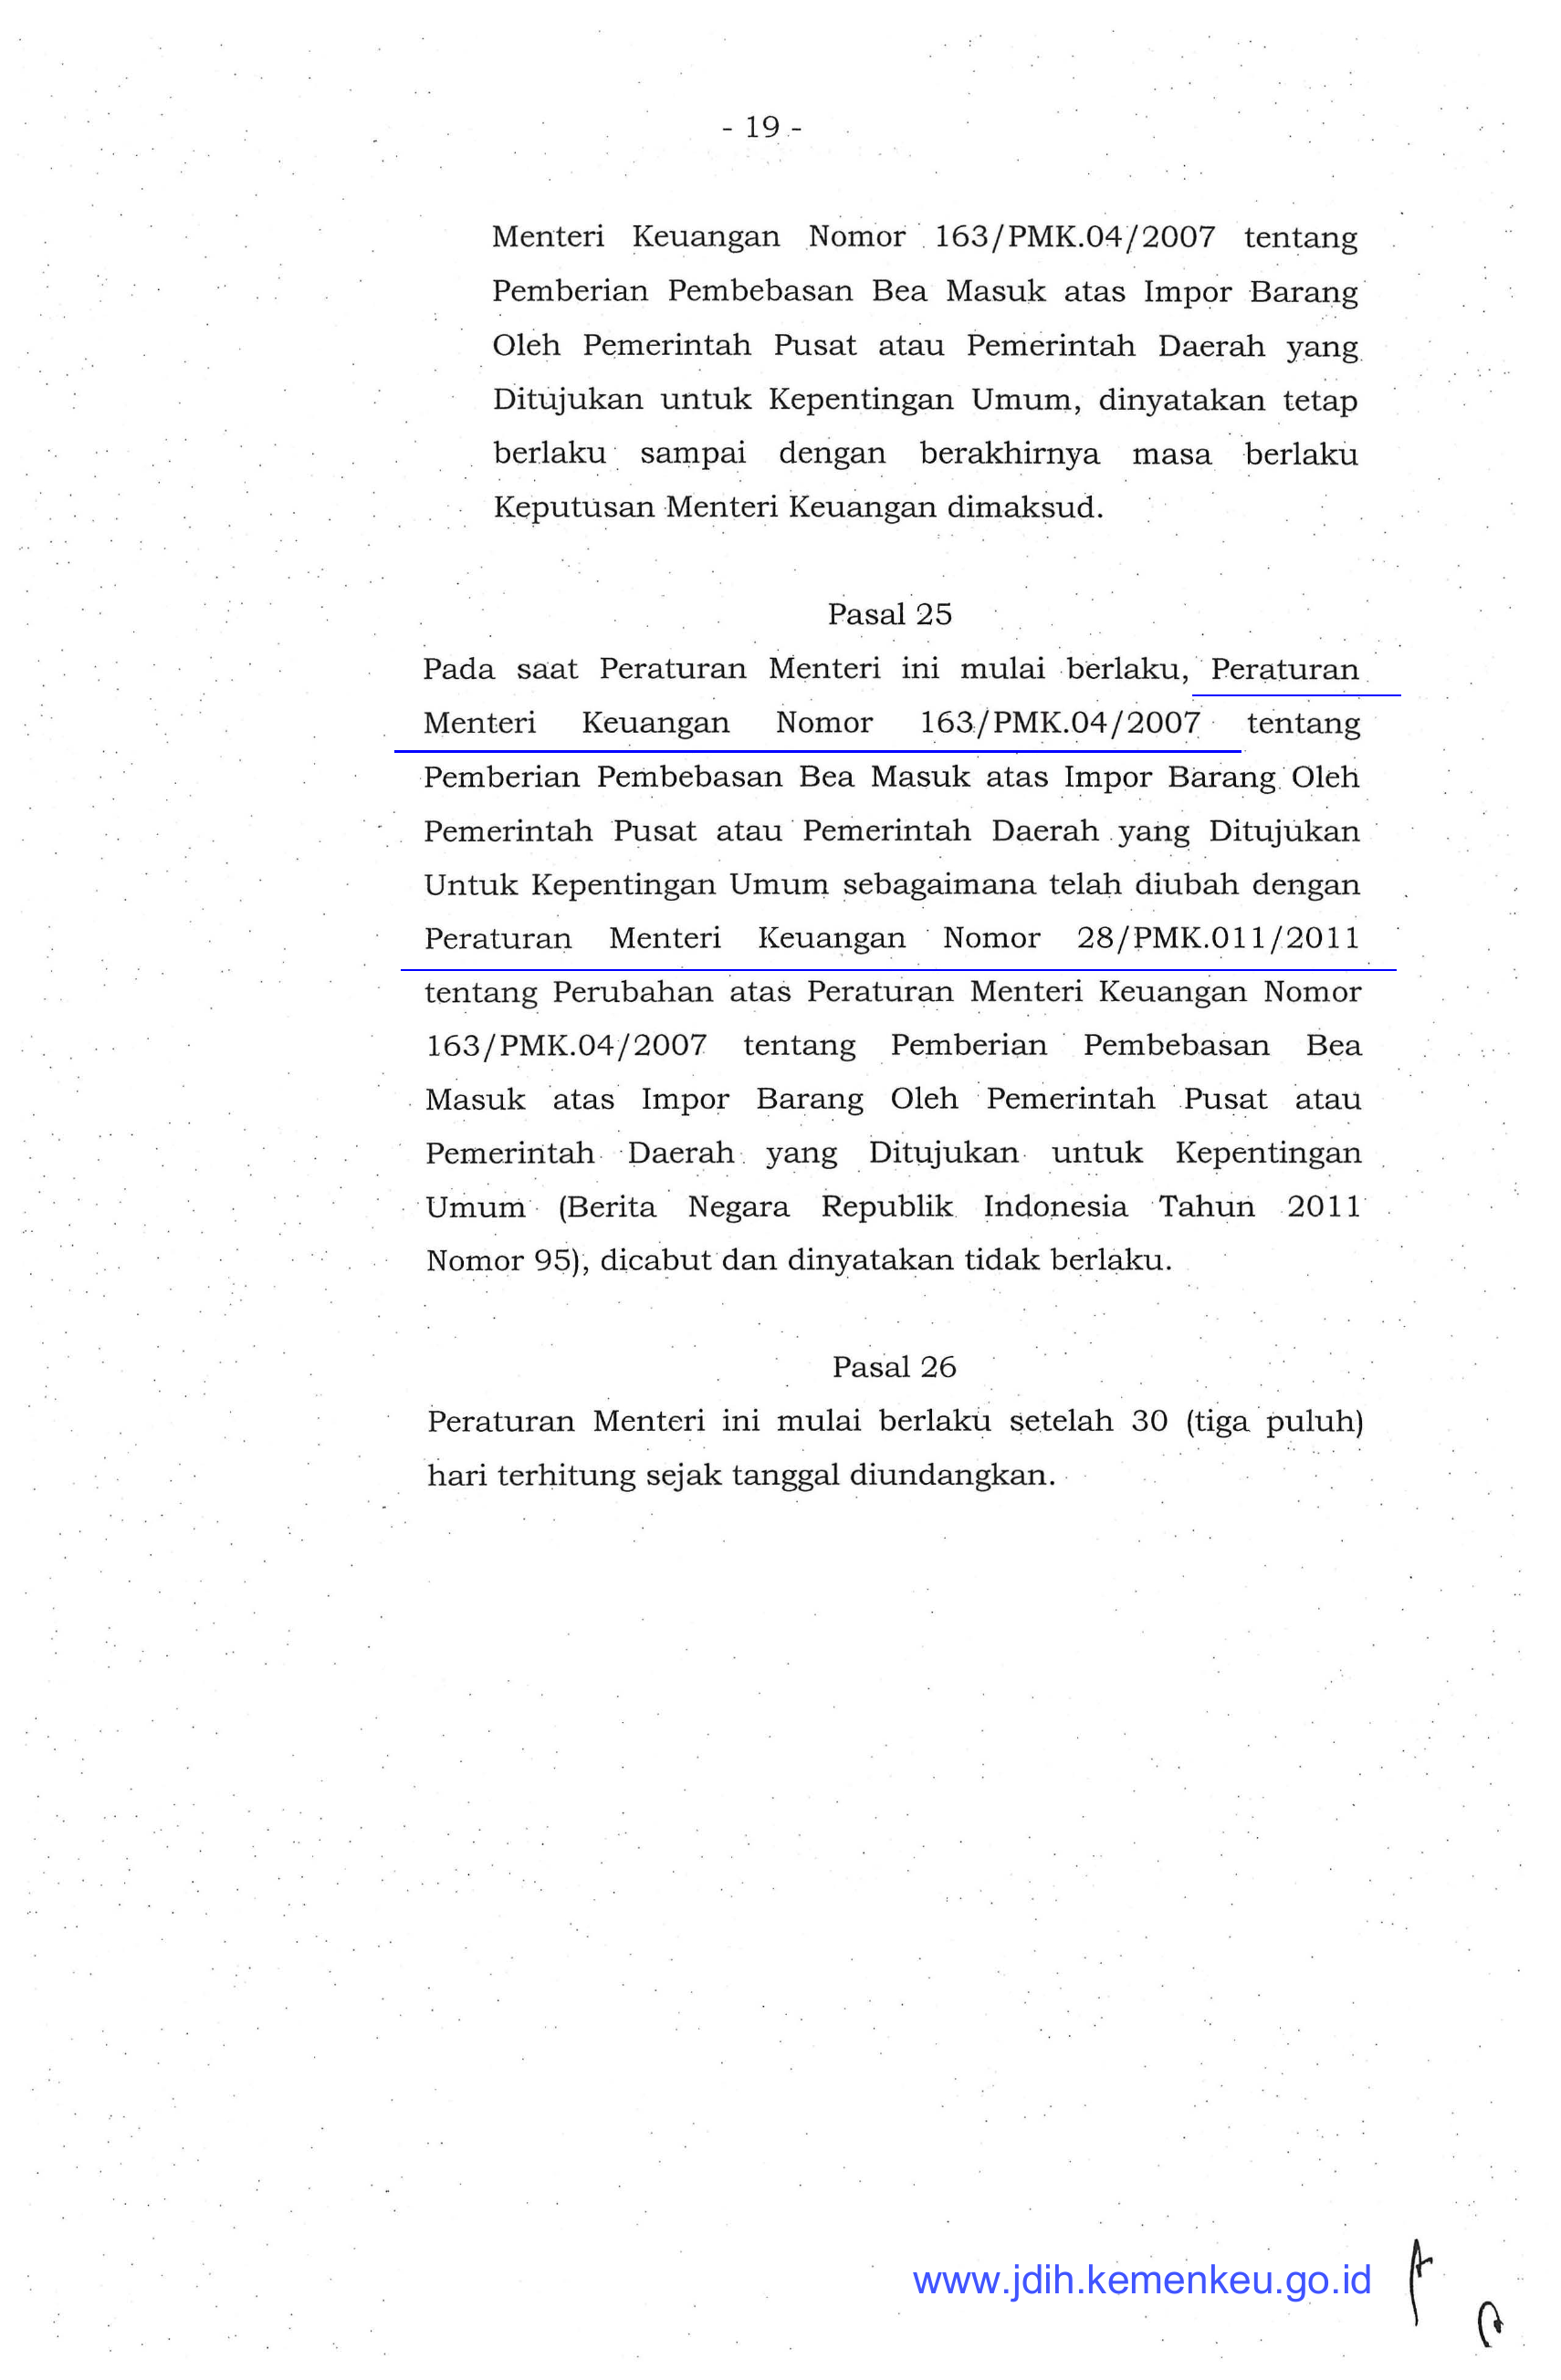 - 19 -
Menteri Keuangan Nomor 163/PMK.04/2007 tentang
Pemberian Pembebasan Bea Masuk atas Impor Barang
Oleh Pemerintah Pusat atau Pemerintah Daerah yang
Ditujukan untuk Kepentingan Umum, dinyatakan tetap
berlaku sampai dengan berakhirnya masa berlaku
Keputusan Menteri Keuangan dimaksud.
Pasal 25
Pada saat Peraturan Menteri ini mulai berlaku, Peraturan
Menteri Keuangan Nomor 163/PMK.04/2007 tentang
Pemberian Pembebasan Bea Masuk atas Impor Barang Oleh
Pemerintah Pusat atau Pemerintah Daerah yang Ditujukan
Untuk Kepentingan Umum sebagaimana telah diubah dengan
Peraturan Menteri Keuangan Nomor 28/PMK.011/2011
tentang Perubahan atas Peraturan Menteri Keuangan Nomor
163/PMK.04/2007 tentang Pemberian Pembebasan Bea
Masuk atas Impor Barang Oleh Pemerintah Pusat atau
Pemerintah Daerah yang Ditujukan untuk Kepentingan
Umum (Berita Negara Republik Indonesia Tahun 2011
Nomor 95), dicabut dan dinyatakan tidak berlaku.
Pasal 26
Peraturan Menteri ini mulai berlaku setelah 30 (tiga puluh)
hari terhitung sejak tanggal diundangkan.
www.jdih.kemenkeu.go.id